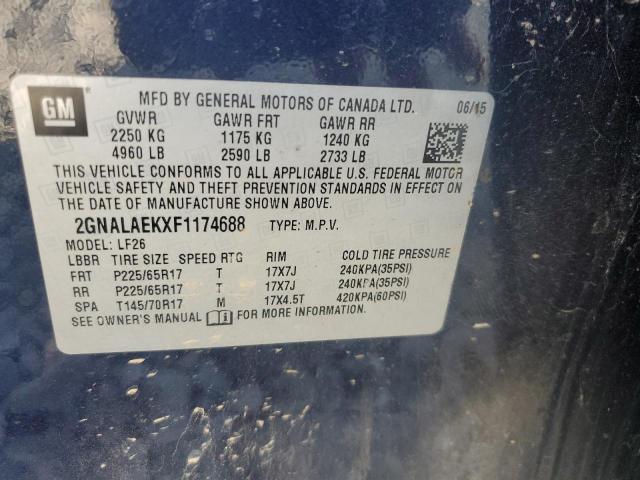 GM
MFD BY GENERAL MOTORS OF CANADA LTD. 06/15
GVWR GAWR FRT GAWR RR
2250 KG 1175 KG 1240 KG
4960 LB 2590 LB 2733 LB
THIS VEHICLE CONFORMS TO ALL APPLICABLE U.S. FEDERAL MOTOR
VEHICLE SAFETY AND THEFT PREVENTION STANDARDS IN EFFECT ON
THE DATE OF MANUFACTURE SHOWN ABOVE.
2GNALAEKXF1174688 TYPE: M.P.V.
MODEL: LF26
LBBR TIRE SIZE SPEED RTG RIM COLD TIRE PRESSURE
FRT P225/65R17 T 17X7J 240KPA(35PSI)
RR P225/65R17 T 17X7J 240KPA(35PSI)
SPA T145/70R17 M 17X4.5T 420KPA(60PSI)
SEE OWNER'S MANUAL FOR MORE INFORMATION.